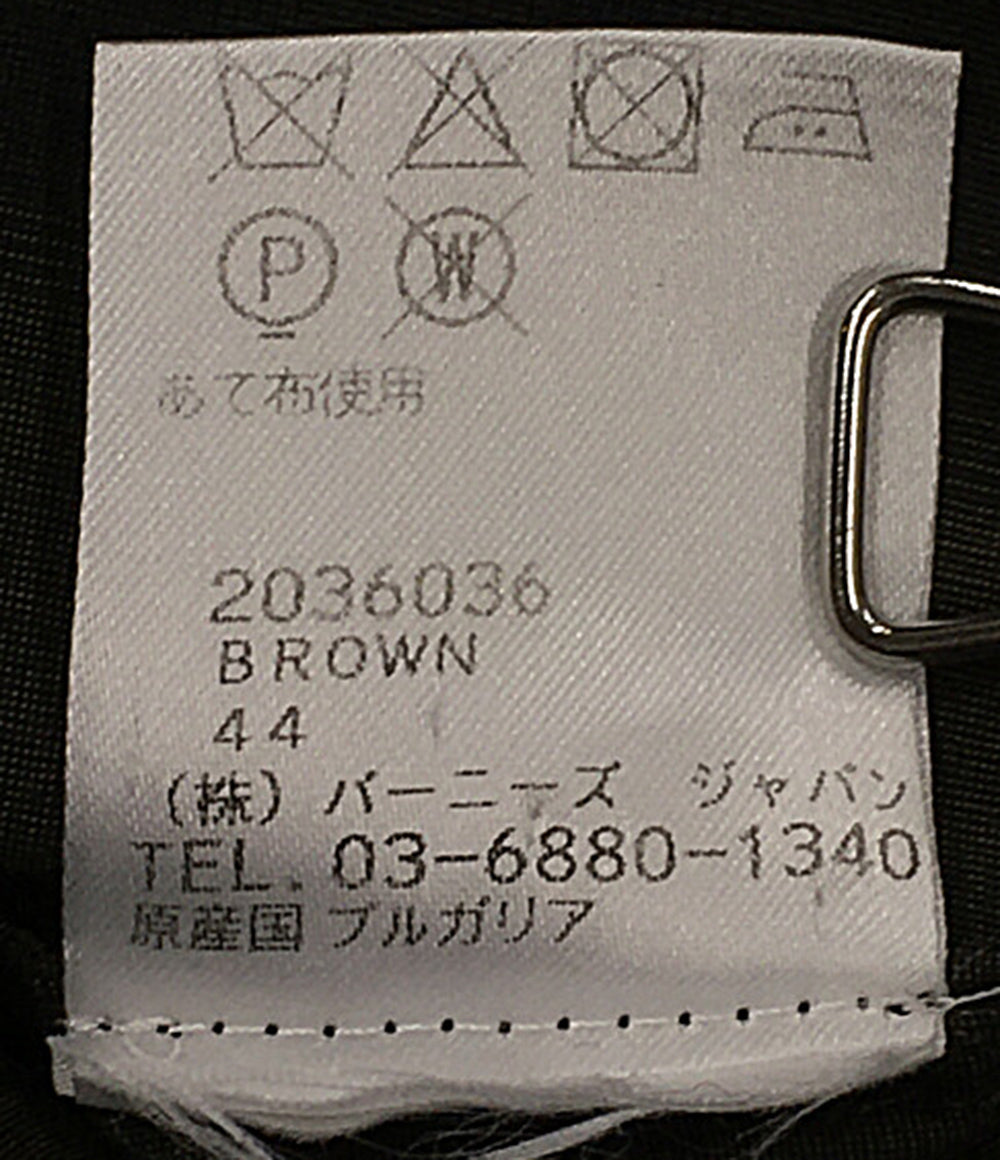 P W
あて布使用
2036036
BROWN
44
(株) バーニーズ ジャパン
TEL. 03-6880-1340
原産国 ブルガリア